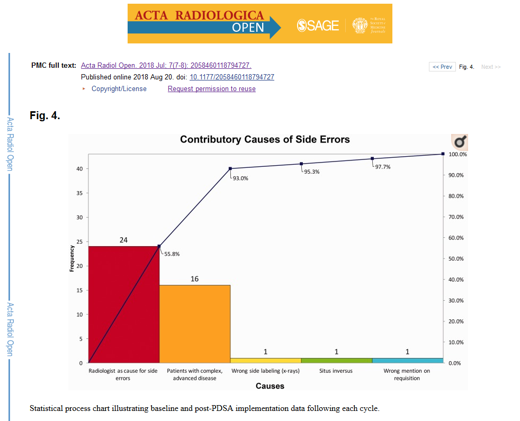 ACTA RADIOLOGICA
OPEN
SAGE
PMC full text: Acta Radiol Open. 2018 Jul; 7(7-8): 2058460118794727.
Published online 2018 Aug 20. doi: 10.1177/2058460118794727
Copyright/License Request permission to reuse
<< Prev Fig. 4. Next >>
Fig. 4.
Acta Radiol Open
Acta Radiol Open
Contributory Causes of Side Errors
Frequency
40
35
30
25
20
15
10
5
0
100.0%
90.0%
80.0%
70.0%
60.0%
50.0%
40.0%
30.0%
20.0%
10.0%
0.0%
24
16
1
1
1
55.8%
93.0%
95.3%
97.7%
Radiologist as cause for side
errors
Patients with complex,
advanced disease
Wrong side labeling (x-rays)
Situs inversus
Wrong mention on
requisition
Causes
Statistical process chart illustrating baseline and post-PDSA implementation data following each cycle.